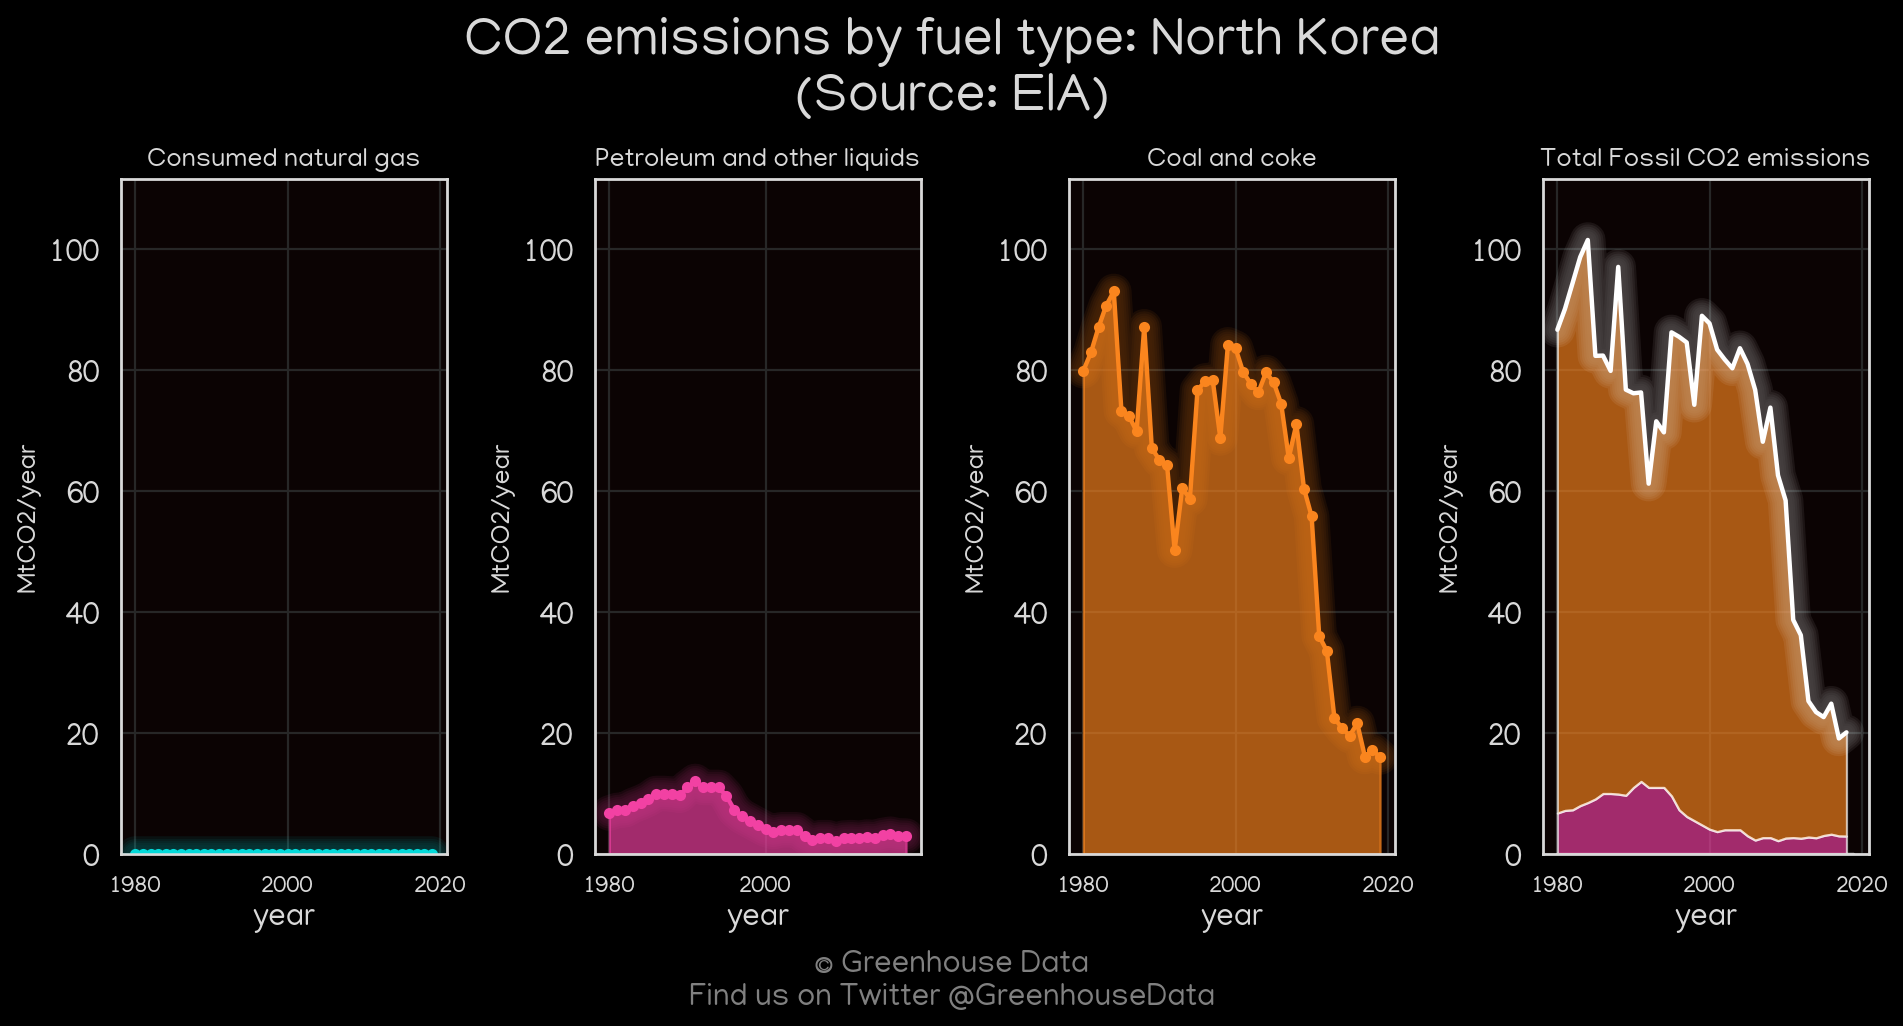 CO2 emissions by fuel type: North Korea
(Source: EIA)
Consumed natural gas
MtCO2/year
100
80
60
40
20
0
1980 2000 2020
year
Petroleum and other liquids
MtCO2/year
100
80
60
40
20
0
1980 2000
year
Coal and coke
MtCO2/year
100
80
60
40
20
0
1980 2000 2020
year
Total Fossil CO2 emissions
MtCO2/year
100
80
60
40
20
0
1980 2000 2020
year
© Greenhouse Data
Find us on Twitter @GreenhouseData